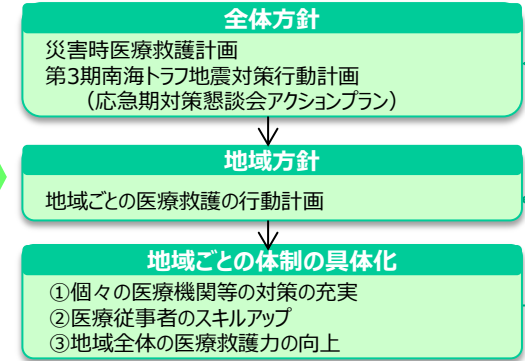 全体方針
災害時医療救護計画
第3期南海トラフ地震対策行動計画
（応急期対策懇談会アクションプラン）
地域方針
地域ごとの医療救護の行動計画
地域ごとの体制の具体化
①個々の医療機関等の対策の充実
②医療従事者のスキルアップ
③地域全体の医療救護力の向上